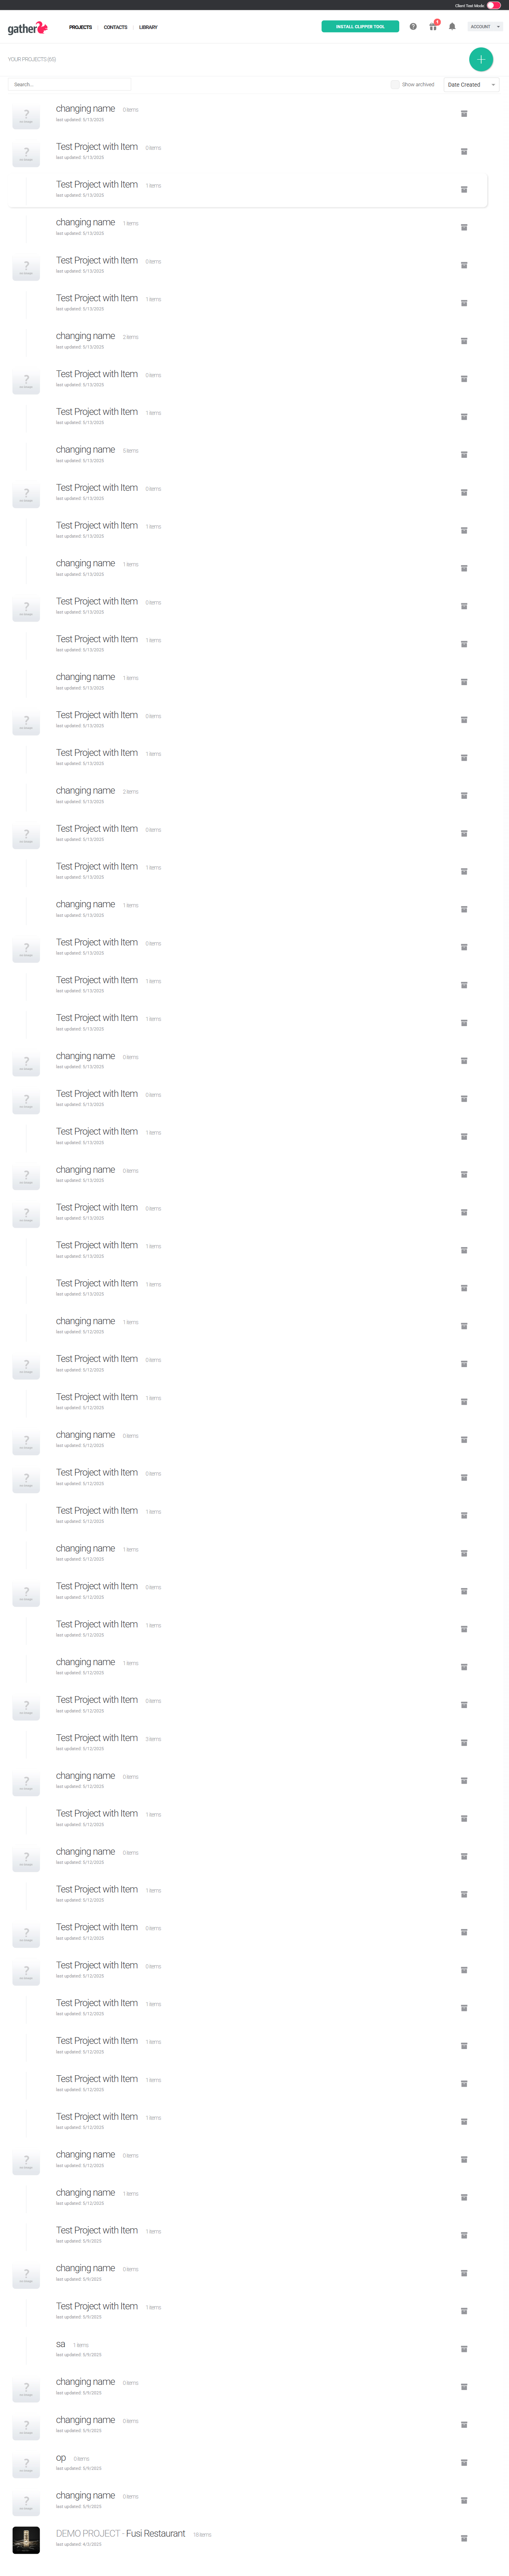 Client Tour Mode
gather
PROJECTS CONTACTS LIBRARY INSTALL CLIPPER TOOL ACCOUNT
YOUR PROJECTS (65)
Search... Show archived Date Created
changing name 0 items
last updated: 5/13/2025
Test Project with Item 0 items
last updated: 5/13/2025
Test Project with Item 1 items
last updated: 5/13/2025
changing name 1 items
last updated: 5/13/2025
Test Project with Item 0 items
last updated: 5/13/2025
Test Project with Item 1 items
last updated: 5/13/2025
changing name 2 items
last updated: 5/13/2025
Test Project with Item 0 items
last updated: 5/13/2025
Test Project with Item 1 items
last updated: 5/13/2025
changing name 5 items
last updated: 5/13/2025
Test Project with Item 0 items
last updated: 5/13/2025
Test Project with Item 1 items
last updated: 5/13/2025
changing name 1 items
last updated: 5/13/2025
Test Project with Item 0 items
last updated: 5/13/2025
Test Project with Item 1 items
last updated: 5/13/2025
changing name 1 items
last updated: 5/13/2025
Test Project with Item 0 items
last updated: 5/13/2025
Test Project with Item 1 items
last updated: 5/13/2025
changing name 2 items
last updated: 5/13/2025
Test Project with Item 0 items
last updated: 5/13/2025
Test Project with Item 1 items
last updated: 5/13/2025
changing name 1 items
last updated: 5/13/2025
Test Project with Item 0 items
last updated: 5/13/2025
Test Project with Item 1 items
last updated: 5/13/2025
Test Project with Item 1 items
last updated: 5/13/2025
changing name 0 items
last updated: 5/13/2025
Test Project with Item 0 items
last updated: 5/13/2025
Test Project with Item 1 items
last updated: 5/13/2025
changing name 0 items
last updated: 5/13/2025
Test Project with Item 0 items
last updated: 5/13/2025
Test Project with Item 1 items
last updated: 5/13/2025
Test Project with Item 1 items
last updated: 5/13/2025
changing name 1 items
last updated: 5/12/2025
Test Project with Item 0 items
last updated: 5/12/2025
Test Project with Item 1 items
last updated: 5/12/2025
changing name 0 items
last updated: 5/12/2025
Test Project with Item 0 items
last updated: 5/12/2025
Test Project with Item 1 items
last updated: 5/12/2025
changing name 1 items
last updated: 5/12/2025
Test Project with Item 0 items
last updated: 5/12/2025
Test Project with Item 1 items
last updated: 5/12/2025
changing name 1 items
last updated: 5/12/2025
Test Project with Item 0 items
last updated: 5/12/2025
Test Project with Item 3 items
last updated: 5/12/2025
changing name 0 items
last updated: 5/12/2025
Test Project with Item 1 items
last updated: 5/12/2025
changing name 0 items
last updated: 5/12/2025
Test Project with Item 1 items
last updated: 5/12/2025
Test Project with Item 0 items
last updated: 5/12/2025
Test Project with Item 0 items
last updated: 5/12/2025
Test Project with Item 1 items
last updated: 5/12/2025
Test Project with Item 1 items
last updated: 5/12/2025
Test Project with Item 1 items
last updated: 5/12/2025
Test Project with Item 1 items
last updated: 5/12/2025
changing name 0 items
last updated: 5/12/2025
changing name 1 items
last updated: 5/12/2025
Test Project with Item 1 items
last updated: 5/9/2025
changing name 0 items
last updated: 5/9/2025
Test Project with Item 1 items
last updated: 5/9/2025
sa 1 items
last updated: 5/9/2025
changing name 0 items
last updated: 5/9/2025
changing name 0 items
last updated: 5/9/2025
op 0 items
last updated: 5/9/2025
changing name 0 items
last updated: 5/9/2025
DEMO PROJECT - Fusi Restaurant 18 items
last updated: 4/3/2025